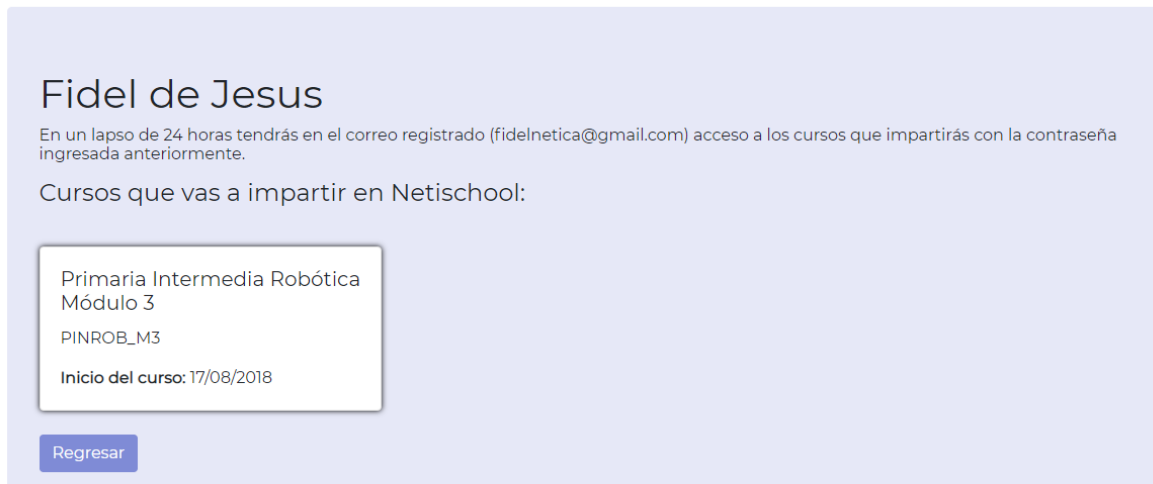 Fidel de Jesus
En un lapso de 24 horas tendrás en el correo registrado (fidelnetica@gmail.com) acceso a los cursos que impartirás con la contraseña
ingresada anteriormente.
Cursos que vas a impartir en Netischool:
Primaria Intermedia Robótica
Módulo 3
PINROB_M3
Inicio del curso: 17/08/2018
Regresar